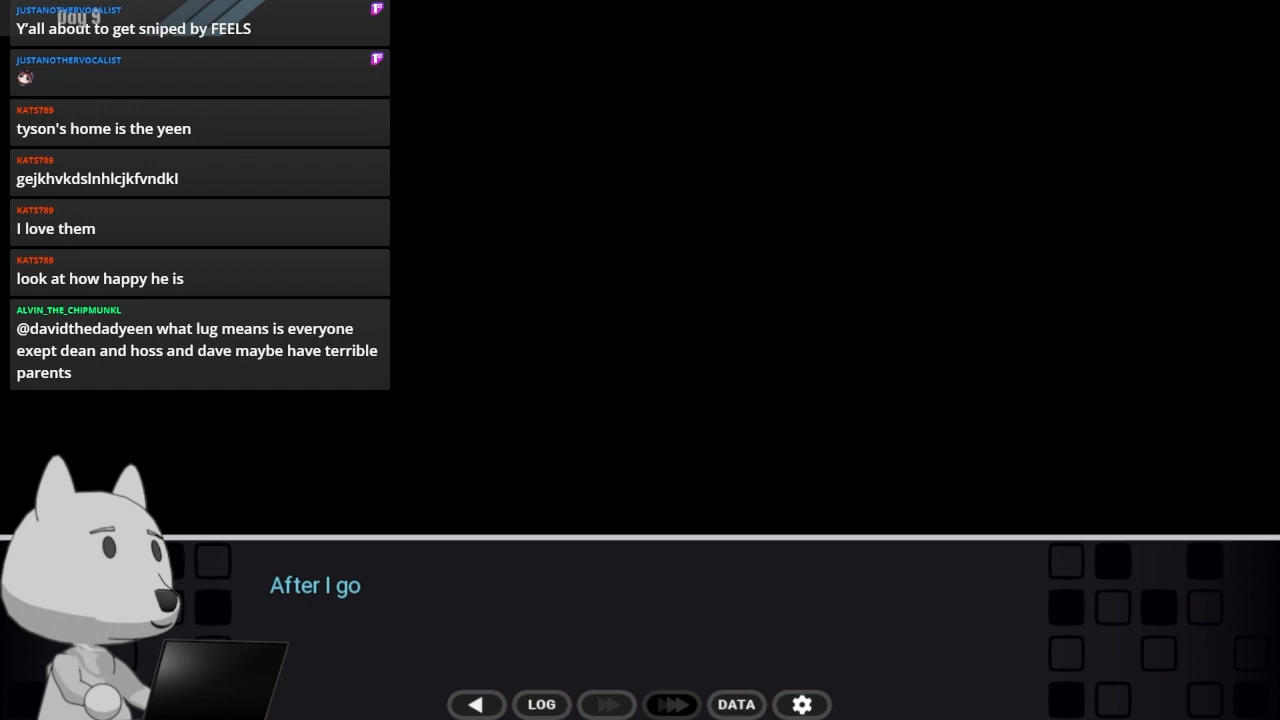 Day 9
JUSTANOTHERVOCALIST
Y'all about to get sniped by FEELS
JUSTANOTHERVOCALIST
KATS789
tyson's home is the yeen
KATS789
gejkhvkdslnhlcjkfvndkl
KATS789
I love them
KATS789
look at how happy he is
ALVIN_THE_CHIPMUNKL
@davidthedadyeen what lug means is everyone
exept dean and hoss and dave maybe have terrible
parents
After I go
LOG
DATA